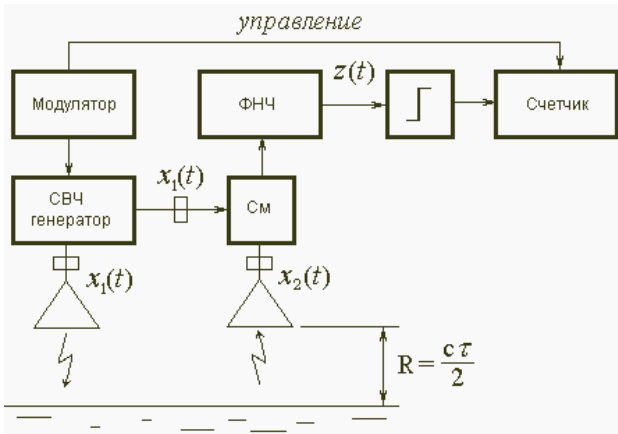 управление
z(t)
Модулятор
ФНЧ
Счетчик
x₁(t)
СВЧ
генератор
См
x₁(t)
x₂(t)
R = cτ/2